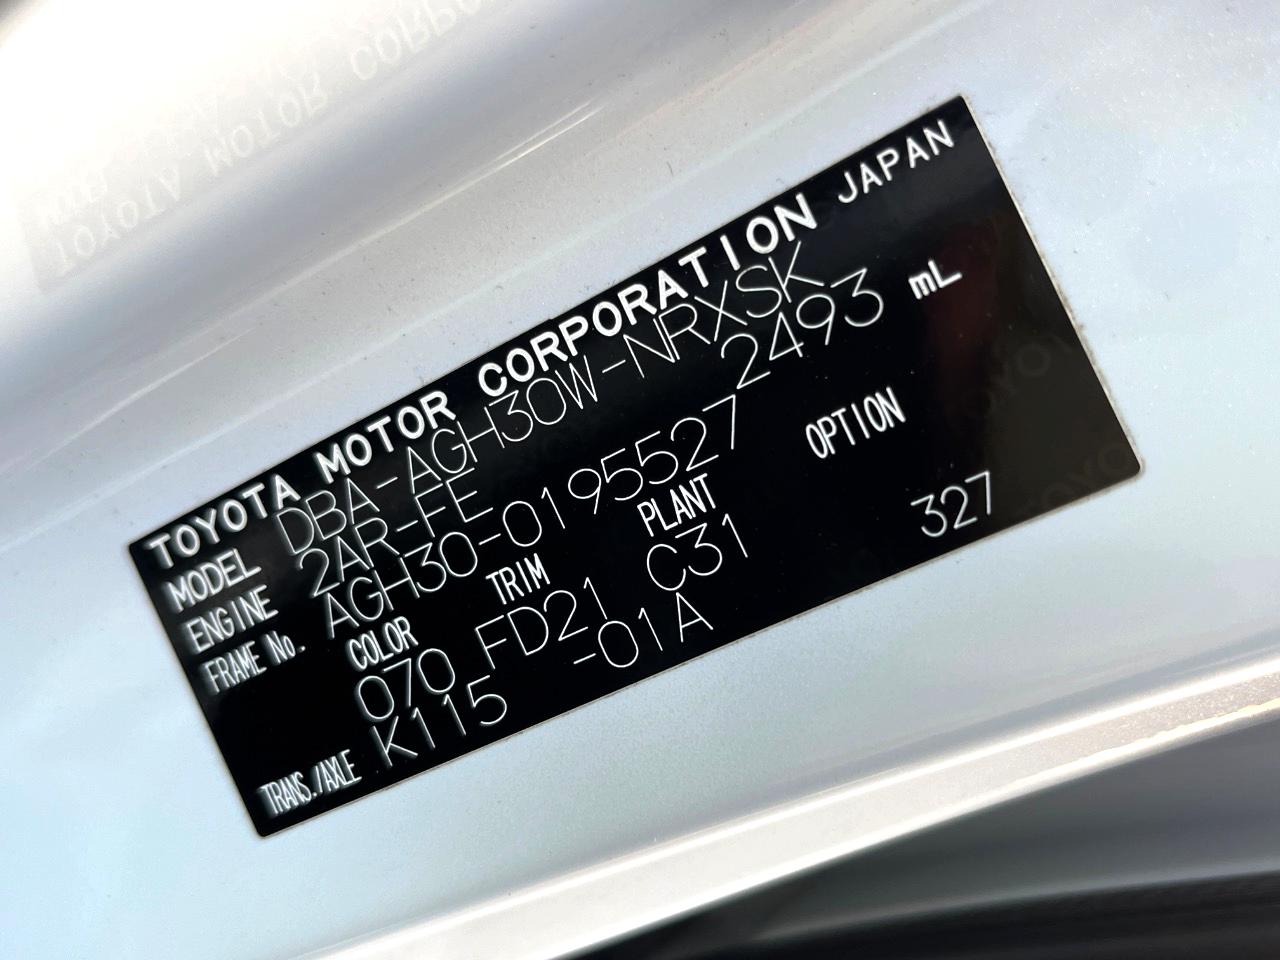 TOYOTA MOTOR CORPORATION JAPAN
MODEL DBA-AGH30W-NRXSK
ENGINE 2AR-FE 2493 mL
FRAME No. AGH30-0195527
COLOR TRIM PLANT OPTION
070 FD21 C31 327
TRANS./AXLE K115 -01A